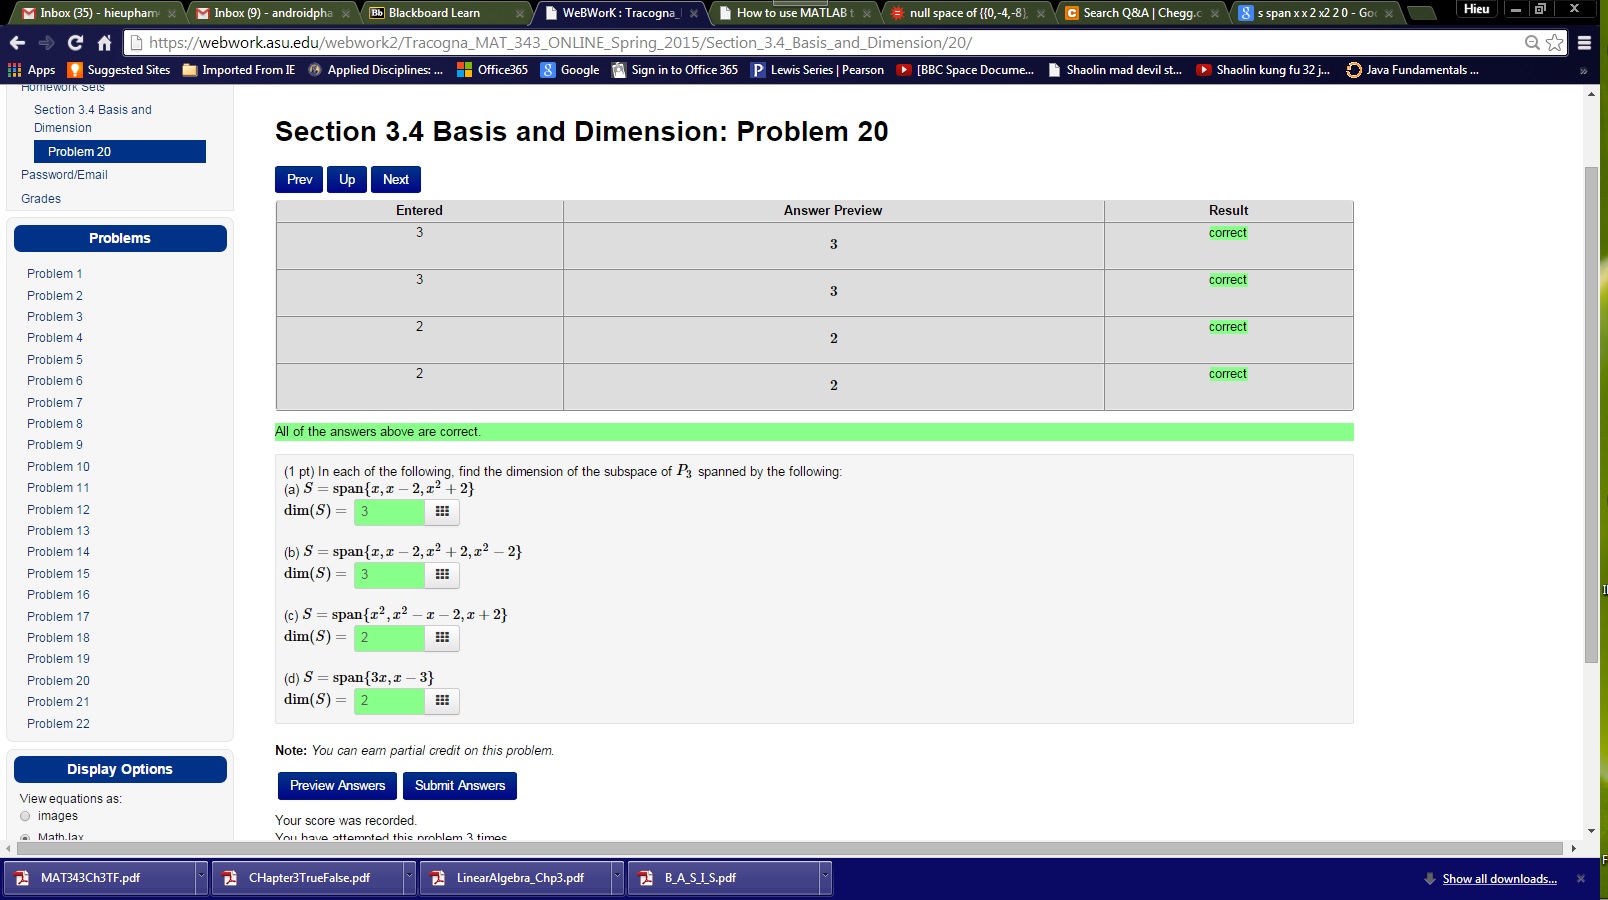 Inbox (35) - hieupham
Inbox (9) - androidpha
Blackboard Learn
WeBWorK : Tracogna_
How to use MATLAB t
null space of {{0,-4,-8}
Search Q&A | Chegg.c
s span x x 2 x2 2 0 - Go
Hieu
https://webwork.asu.edu/webwork2/Tracogna_MAT_343_ONLINE_Spring_2015/Section_3.4_Basis_and_Dimension/20/
Apps
Suggested Sites
Imported From IE
Applied Disciplines: ...
Office365
Google
Sign in to Office 365
Lewis Series | Pearson
[BBC Space Docume...
Shaolin mad devil st...
Shaolin kung fu 32 j...
Java Fundamentals ...
Homework Sets
Section 3.4 Basis and
Dimension
Problem 20
Password/Email
Grades
Problems
Problem 1
Problem 2
Problem 3
Problem 4
Problem 5
Problem 6
Problem 7
Problem 8
Problem 9
Problem 10
Problem 11
Problem 12
Problem 13
Problem 14
Problem 15
Problem 16
Problem 17
Problem 18
Problem 19
Problem 20
Problem 21
Problem 22
Display Options
View equations as:
images
MathJax
Section 3.4 Basis and Dimension: Problem 20
Prev Up Next
Entered Answer Preview Result
3 3 correct
3 3 correct
2 2 correct
2 2 correct
All of the answers above are correct.
(1 pt) In each of the following, find the dimension of the subspace of P₃ spanned by the following:
(a) S = span{x, x − 2, x² + 2}
dim(S) = 3
(b) S = span{x, x − 2, x² + 2, x² − 2}
dim(S) = 3
(c) S = span{x², x² − x − 2, x + 2}
dim(S) = 2
(d) S = span{3x, x − 3}
dim(S) = 2
Note: You can earn partial credit on this problem.
Preview Answers Submit Answers
Your score was recorded.
You have attempted this problem 3 times.
MAT343Ch3TF.pdf
CHapter3TrueFalse.pdf
LinearAlgebra_Chp3.pdf
B_A_S_I_S.pdf
Show all downloads...